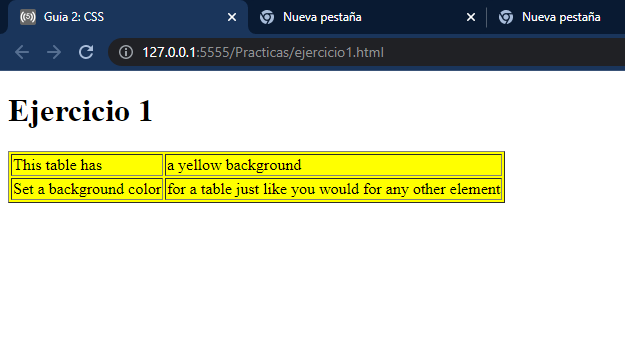 Guia 2: CSS Nueva pestaña Nueva pestaña
127.0.0.1:5555/Practicas/ejercicio1.html
Ejercicio 1
This table has a yellow background
Set a background color for a table just like you would for any other element